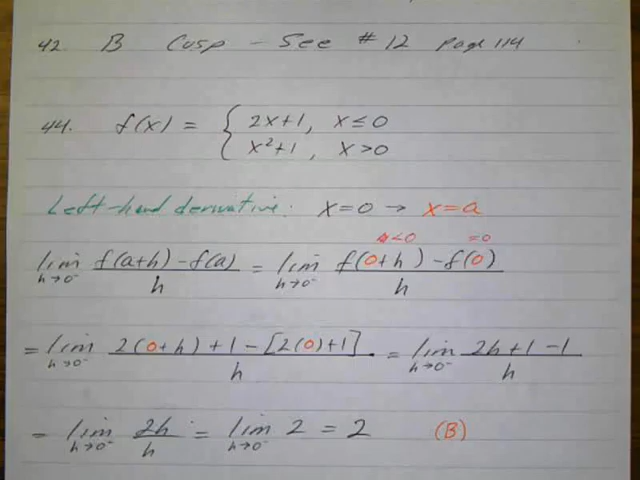 42 B Cusp - See # 12 page 114
44. f(x) = { 2x+1, x ≤ 0
x²+1, x > 0
Left-hand derivative: x=0 → x=a
<0 =0
lim h→0⁻ f(a+h) - f(a) / h = lim h→0⁻ f(0+h) - f(0) / h
= lim h→0⁻ 2(0+h)+1-[2(0)+1] / h = lim h→0⁻ 2h+1-1 / h
= lim h→0⁻ 2h / h = lim h→0⁻ 2 = 2 (B)